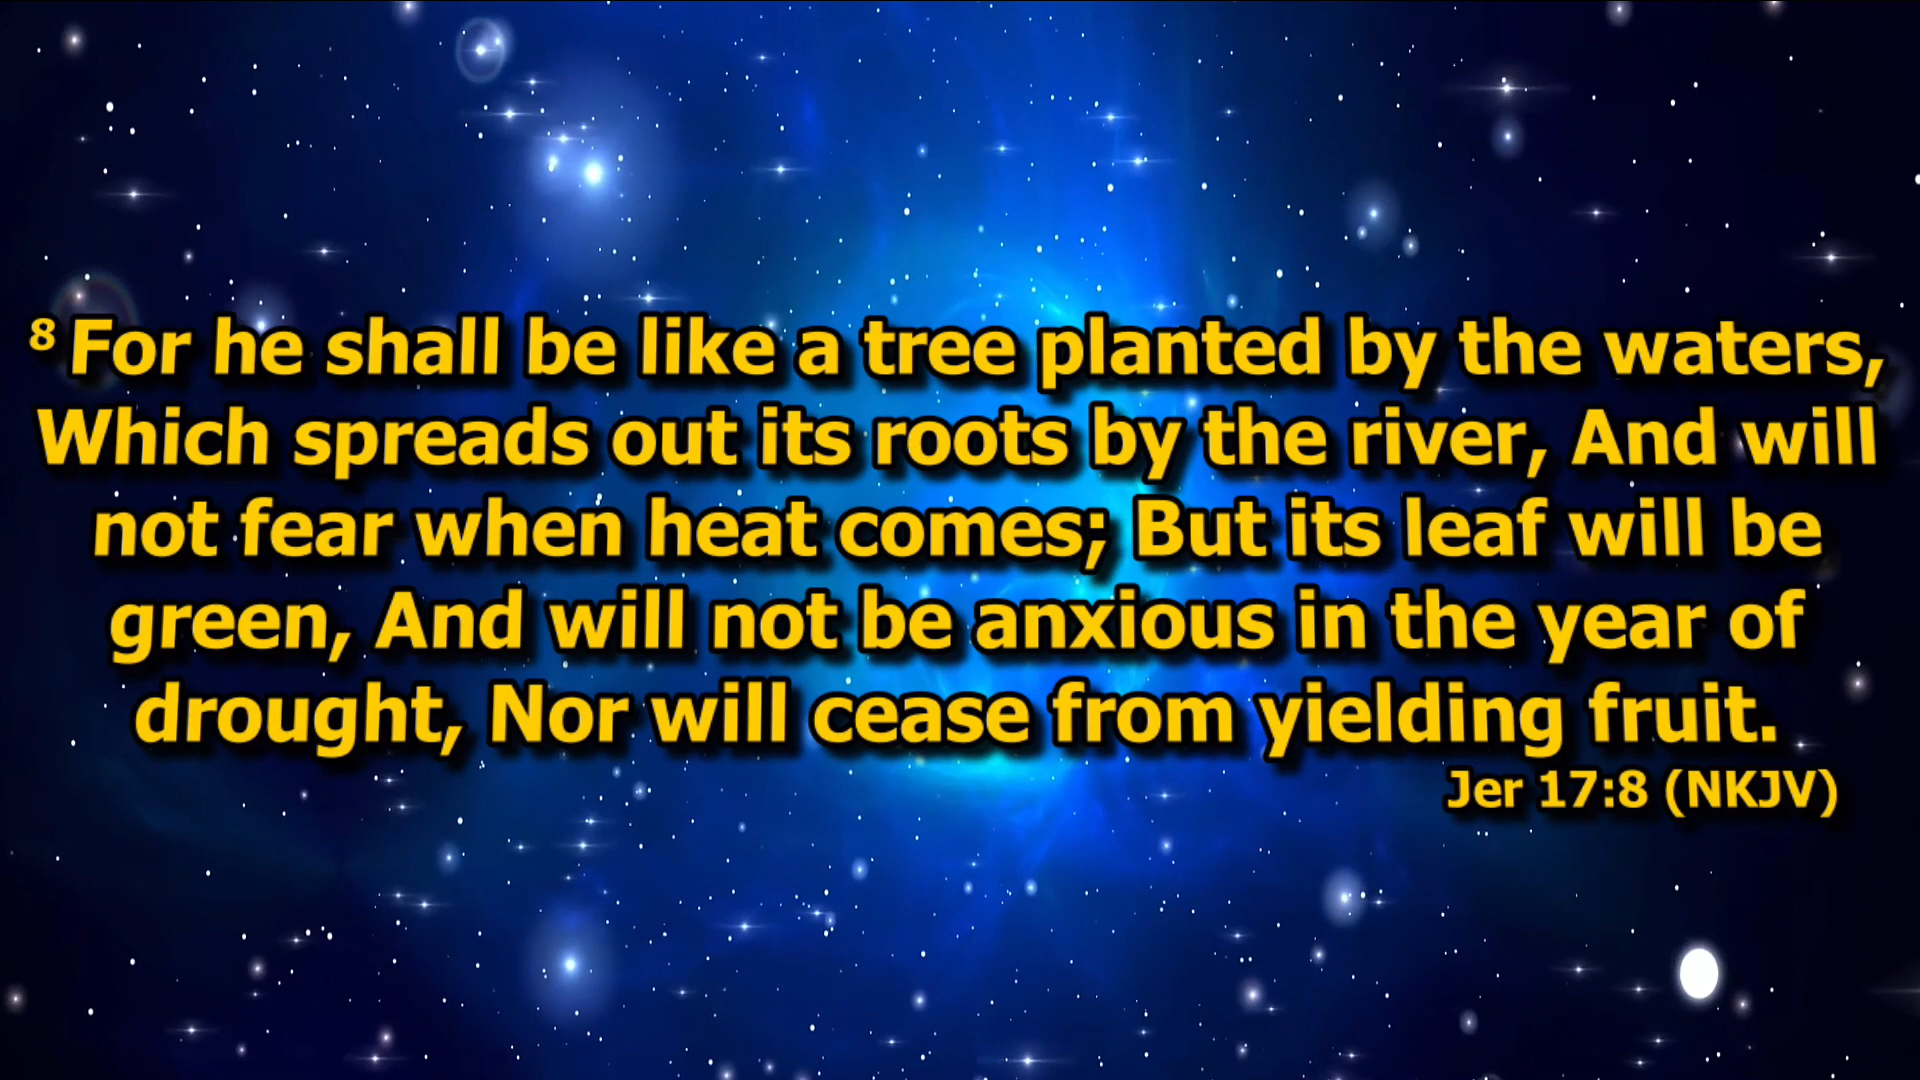 8 For he shall be like a tree planted by the waters,
Which spreads out its roots by the river, And will
not fear when heat comes; But its leaf will be
green, And will not be anxious in the year of
drought, Nor will cease from yielding fruit.
Jer 17:8 (NKJV)